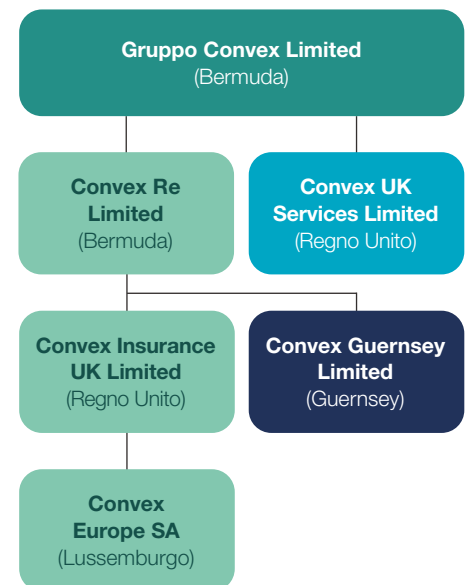 Gruppo Convex Limited
(Bermuda)
Convex Re
Limited
(Bermuda)
Convex UK
Services Limited
(Regno Unito)
Convex Insurance
UK Limited
(Regno Unito)
Convex Guernsey
Limited
(Guernsey)
Convex
Europe SA
(Lussemburgo)